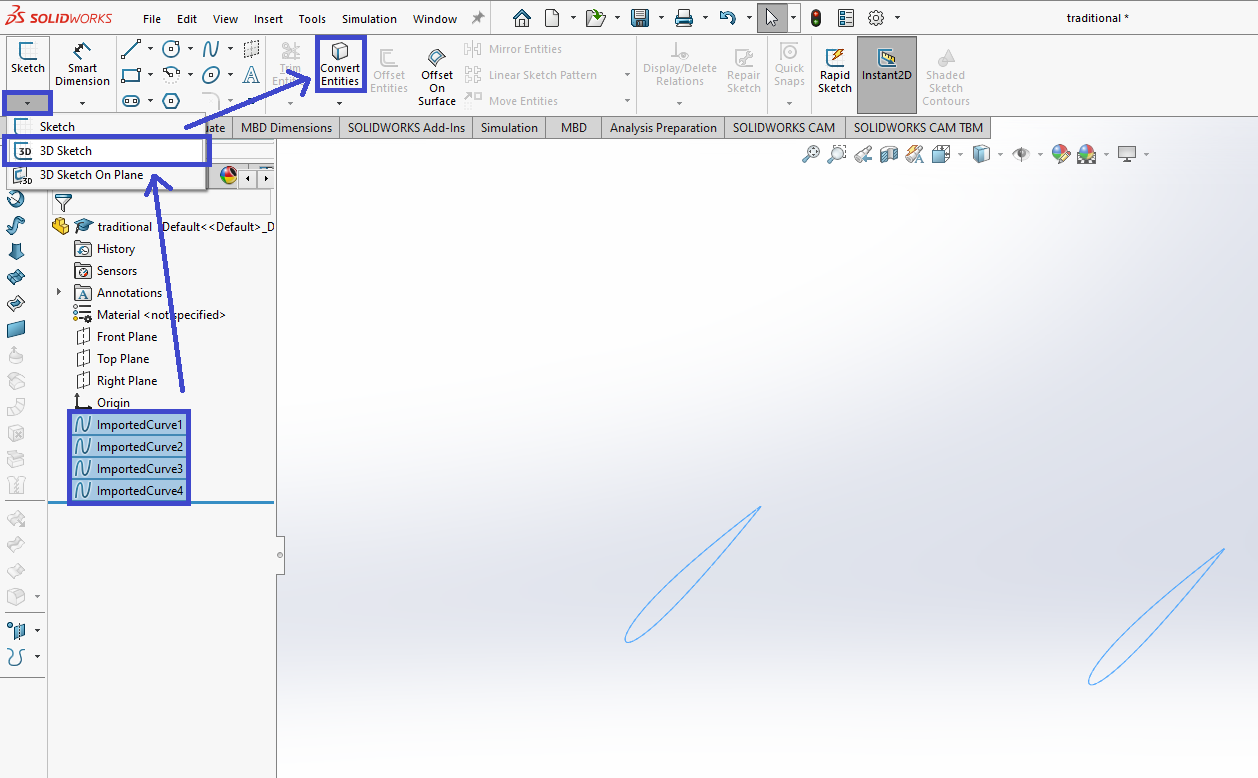 SOLIDWORKS File Edit View Insert Tools Simulation Window traditional *
Sketch
Smart
Dimension
Trim
Entities
Convert
Entities
Offset
Entities
Offset
On
Surface
Mirror Entities
Linear Sketch Pattern
Move Entities
Display/Delete
Relations
Repair
Sketch
Quick
Snaps
Rapid
Sketch
Instant2D
Shaded
Sketch
Contours
uate MBD Dimensions SOLIDWORKS Add-Ins Simulation MBD Analysis Preparation SOLIDWORKS CAM SOLIDWORKS CAM TBM
Sketch
3D 3D Sketch
3D 3D Sketch On Plane
traditional Default<<Default>_D
History
Sensors
A Annotations
Material <not specified>
Front Plane
Top Plane
Right Plane
Origin
ImportedCurve1
ImportedCurve2
ImportedCurve3
ImportedCurve4